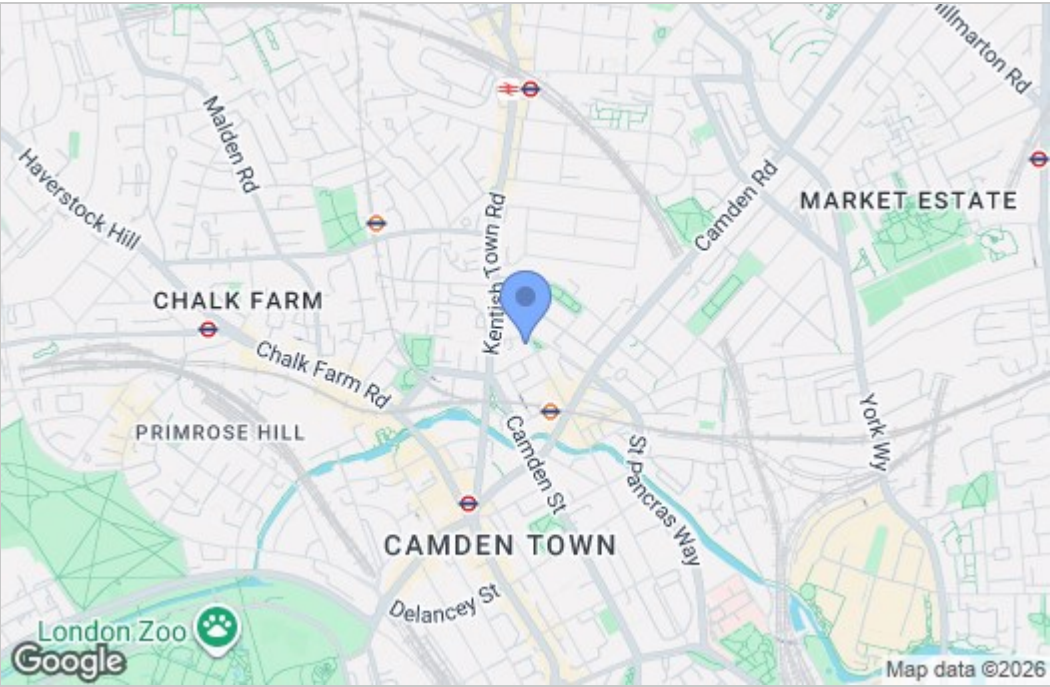 Hillmarton Rd
Malden Rd
Haverstock Hill
Camden Rd
MARKET ESTATE
Kentish Town Rd
CHALK FARM
Chalk Farm Rd
PRIMROSE HILL
York Wy
Camden St
St Pancras Way
CAMDEN TOWN
Delancey St
London Zoo
Google
Map data ©2026